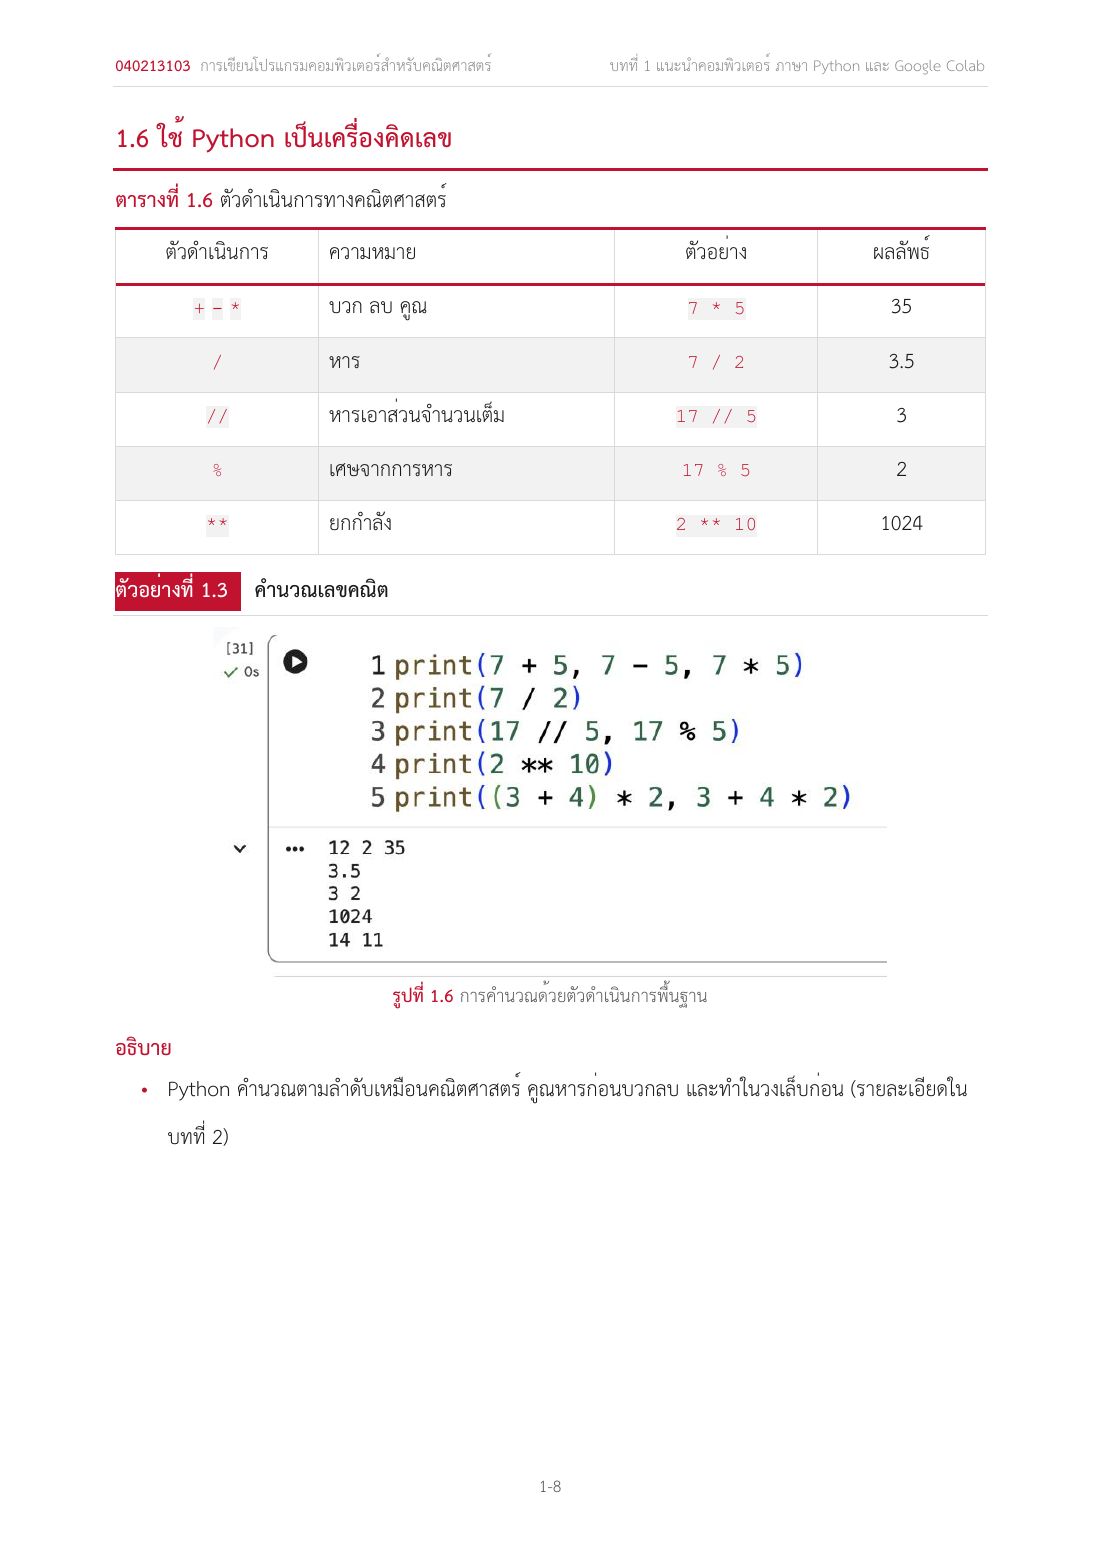 040213103 การเขียนโปรแกรมคอมพิวเตอร์สำหรับคณิตศาสตร์ บทที่ 1 แนะนำคอมพิวเตอร์ ภาษา Python และ Google Colab
1.6 ใช้ Python เป็นเครื่องคิดเลข
ตารางที่ 1.6 ตัวดำเนินการทางคณิตศาสตร์
ตัวดำเนินการ ความหมาย ตัวอย่าง ผลลัพธ์
+ - * บวก ลบ คูณ 7 * 5 35
/ หาร 7 / 2 3.5
// หารเอาส่วนจำนวนเต็ม 17 // 5 3
% เศษจากการหาร 17 % 5 2
** ยกกำลัง 2 ** 10 1024
ตัวอย่างที่ 1.3 คำนวณเลขคณิต
[31] 1 print(7 + 5, 7 - 5, 7 * 5)
0s 2 print(7 / 2)
3 print(17 // 5, 17 % 5)
4 print(2 ** 10)
5 print((3 + 4) * 2, 3 + 4 * 2)
12 2 35
3.5
3 2
1024
14 11
รูปที่ 1.6 การคำนวณด้วยตัวดำเนินการพื้นฐาน
อธิบาย
• Python คำนวณตามลำดับเหมือนคณิตศาสตร์ คูณหารก่อนบวกลบ และทำในวงเล็บก่อน (รายละเอียดใน
บทที่ 2)
1-8